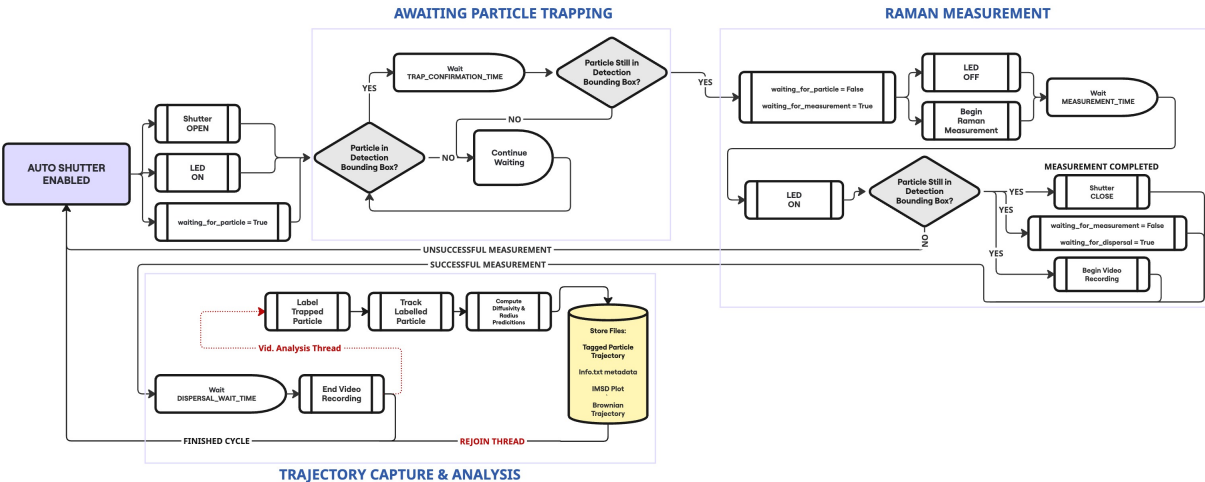 AWAITING PARTICLE TRAPPING
RAMAN MEASUREMENT
AUTO SHUTTER
ENABLED
Shutter
OPEN
LED
ON
waiting_for_particle = True
Particle in
Detection
Bounding Box?
YES
Wait
TRAP_CONFIRMATION_TIME
Particle Still in
Detection
Bounding Box?
NO
NO
Continue
Waiting
YES
waiting_for_particle = False
waiting_for_measurement = True
LED
OFF
Begin
Raman
Measurement
Wait
MEASUREMENT_TIME
LED
ON
Particle Still in
Detection
Bounding Box?
NO
YES
YES
YES
MEASUREMENT COMPLETED
Shutter
CLOSE
waiting_for_measurement = False
waiting_for_dispersal = True
Begin Video
Recording
UNSUCCESSFUL MEASUREMENT
SUCCESSFUL MEASUREMENT
Label
Trapped
Particle
Track
Labelled
Particle
Compute
Diffusivity &
Radius
Predicitions
Store Files:
Tagged Particle
Trajectory
Info.txt metadata
IMSD Plot
Brownian
Trajectory
Vid. Analysis Thread
Wait
DISPERSAL_WAIT_TIME
End Video
Recording
FINISHED CYCLE
REJOIN THREAD
TRAJECTORY CAPTURE & ANALYSIS